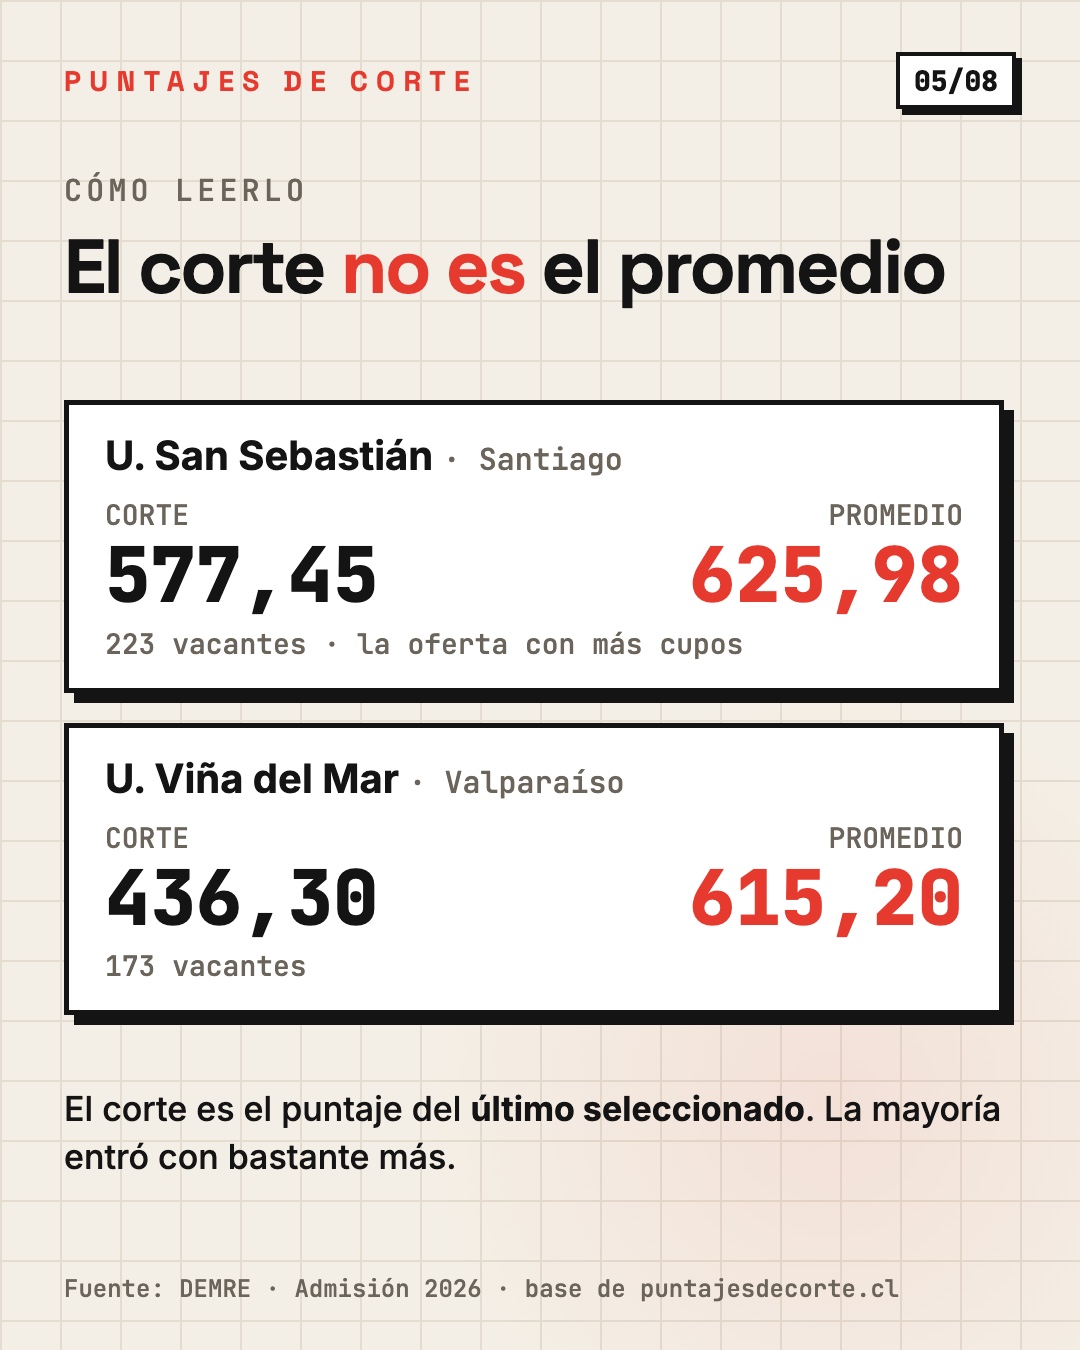 PUNTAJES DE CORTE
05/08
CÓMO LEERLO
El corte no es el promedio
U. San Sebastián · Santiago
CORTE PROMEDIO
577,45 625,98
223 vacantes · la oferta con más cupos
U. Viña del Mar · Valparaíso
CORTE PROMEDIO
436,30 615,20
173 vacantes
El corte es el puntaje del último seleccionado. La mayoría
entró con bastante más.
Fuente: DEMRE · Admisión 2026 · base de puntajesdecorte.cl